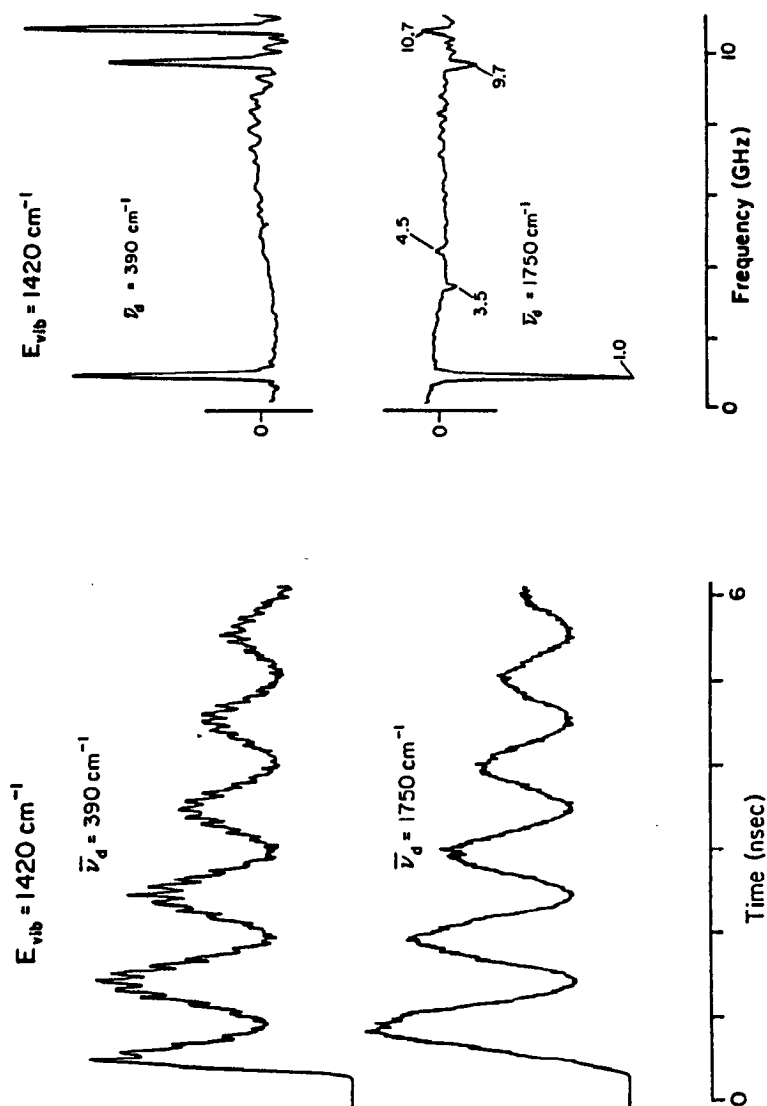 E_vib = 1420 cm⁻¹
ν̄_d = 390 cm⁻¹
ν̄_d = 1750 cm⁻¹
0
6
Time (nsec)
E_vib = 1420 cm⁻¹
ν̄_d = 390 cm⁻¹
0
10.7
9.7
4.5
3.5
ν̄_d = 1750 cm⁻¹
1.0
0
0
10
Frequency (GHz)